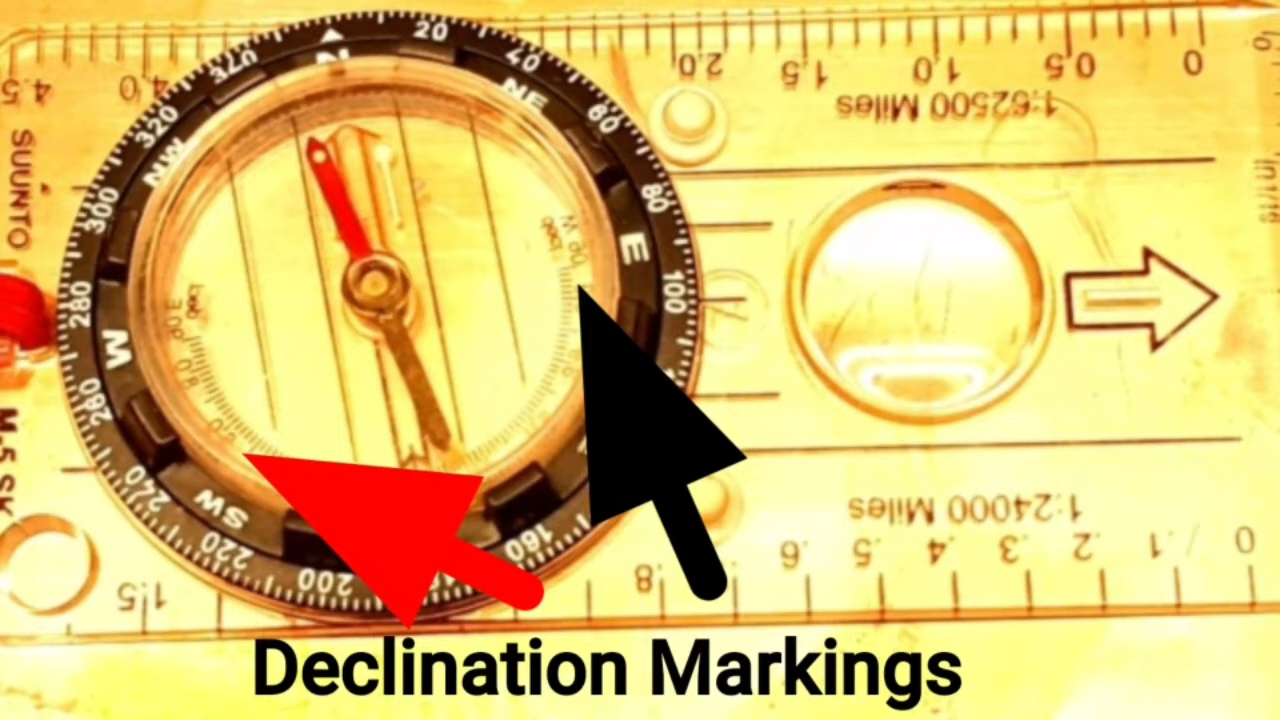 20
40
60
80
100
160
200
220
240
280
300
320
N
NE
E
SW
W
NW
4.5
4.0
2.0
1.5
1.0
0.5
0
1:62500 Miles
SUUNTO
M-5 SK
1:24000 Miles
1.5
.8
.6
.5
.4
.3
.2
.1
0
Declination Markings